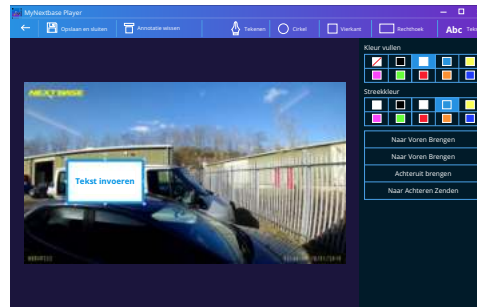 MyNextbase Player
Opslaan en sluiten
Annotatie wissen
Tekenen
Cirkel
Vierkant
Rechthoek
Abc
Kleur vullen
Streekkleur
NEXTBASE
Tekst invoeren
Naar Voren Brengen
Naar Voren Brengen
Achteruit brengen
Naar Achteren Zenden